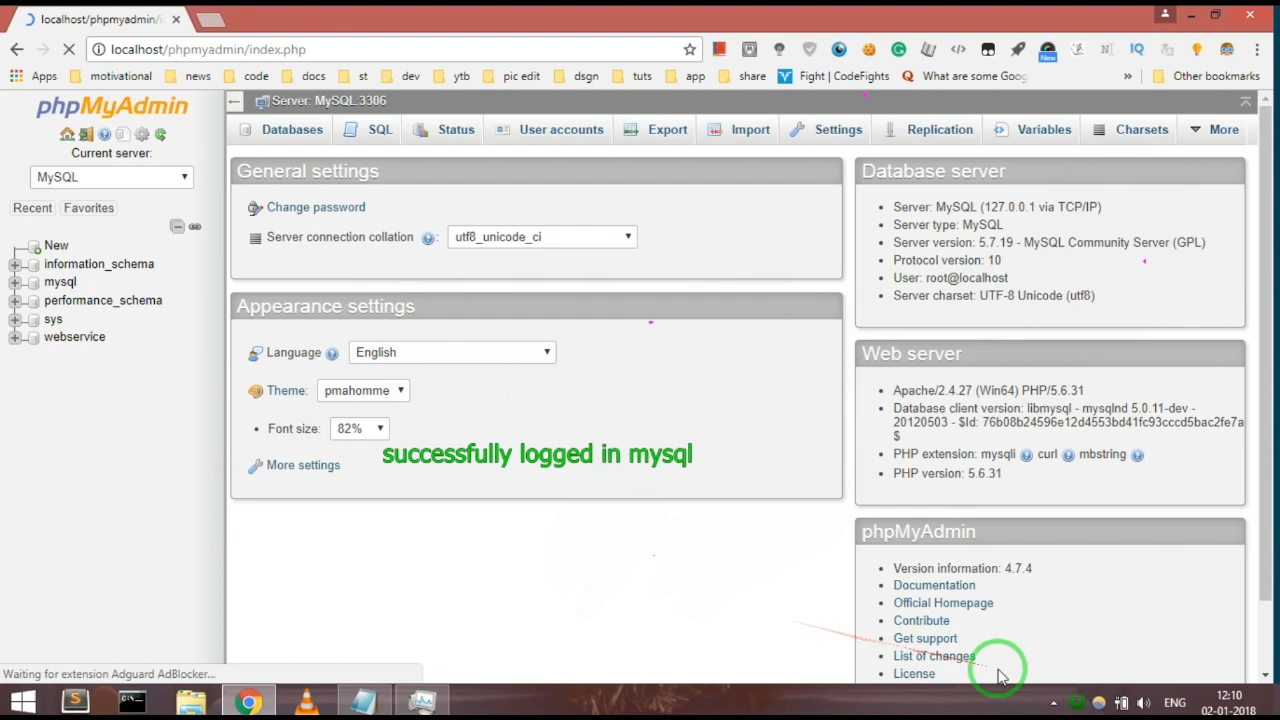 localhost/phpmyadmin/i
localhost/phpmyadmin/index.php
New
IQ
Apps motivational news code docs st dev ytb pic edit dsgn tuts app share Fight | CodeFights What are some Goog » Other bookmarks
phpMyAdmin
Current server:
MySQL
Recent Favorites
New
information_schema
mysql
performance_schema
sys
webservice
Server: MySQL:3306
Databases SQL Status User accounts Export Import Settings Replication Variables Charsets More
General settings
Change password
Server connection collation : utf8_unicode_ci
Appearance settings
Language English
Theme: pmahomme
Font size: 82%
successfully logged in mysql
More settings
Database server
Server: MySQL (127.0.0.1 via TCP/IP)
Server type: MySQL
Server version: 5.7.19 - MySQL Community Server (GPL)
Protocol version: 10
User: root@localhost
Server charset: UTF-8 Unicode (utf8)
Web server
Apache/2.4.27 (Win64) PHP/5.6.31
Database client version: libmysql - mysqlnd 5.0.11-dev -
20120503 - $Id: 76b08b24596e12d4553bd41fc93cccd5bac2fe7a
$
PHP extension: mysqli curl mbstring
PHP version: 5.6.31
phpMyAdmin
Version information: 4.7.4
Documentation
Official Homepage
Contribute
Get support
List of changes
License
Waiting for extension Adguard AdBlocker...
ENG
12:10
02-01-2018